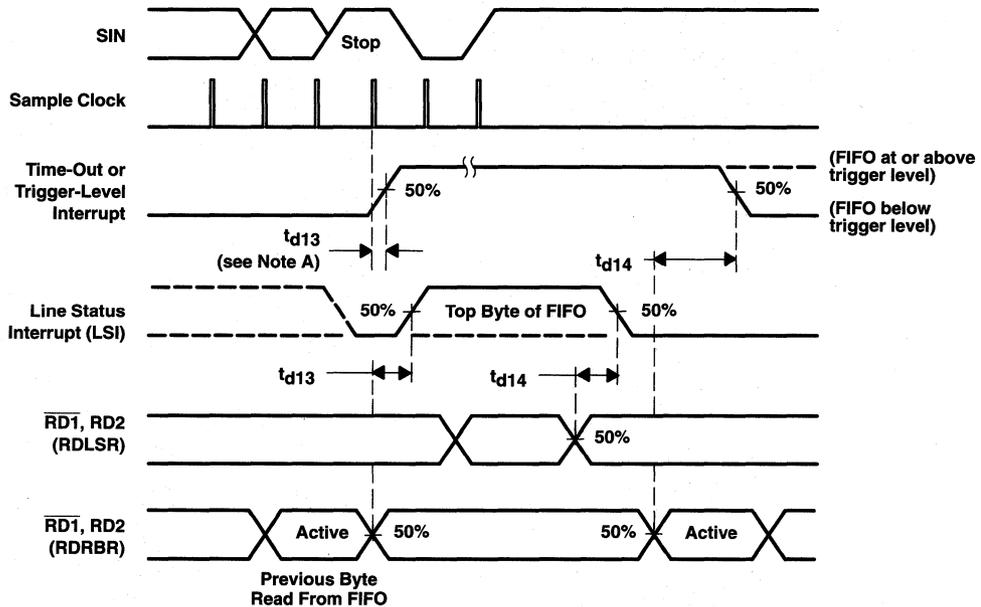 SIN
Stop
Sample Clock
Time-Out or
Trigger-Level
Interrupt
50%
50%
(FIFO at or above
trigger level)
(FIFO below
trigger level)
td13
(see Note A)
td14
Line Status
Interrupt (LSI)
50%
Top Byte of FIFO
50%
td13
td14
RD1, RD2
(RDLSR)
50%
RD1, RD2
(RDRBR)
Active
50%
50%
Active
Previous Byte
Read From FIFO